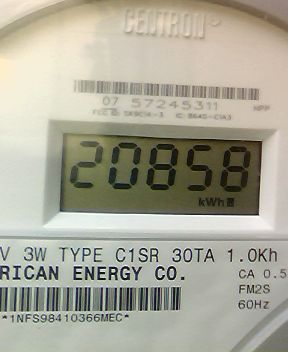 CENTRON
07 57245311
20858
kWh
V 3W TYPE C1SR 30TA 1.0Kh
RICAN ENERGY CO.
CA 0.5
FM2S
60Hz
*1NFS98410366MEC*